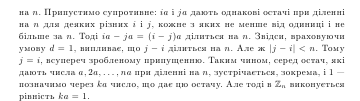 на n. Припустимо супротивне: ia і ja дають однакові остачі при діленні
на n для деяких різних i і j, кожне з яких не менше від одиниці і не
більше за n. Тоді ia − ja = (i − j)a ділиться на n. Звідси, враховуючи
умову d = 1, випливає, що j − i ділиться на n. Але ж |j − i| < n. Тому
j = i, всупереч зробленому припущенню. Таким чином, серед остач, які
дають числа a, 2a, . . . , na при діленні на n, зустрічається, зокрема, і 1 —
позначимо через ka число, що дає цю остачу. Але тоді в ℤn виконується
рівність ka = 1.